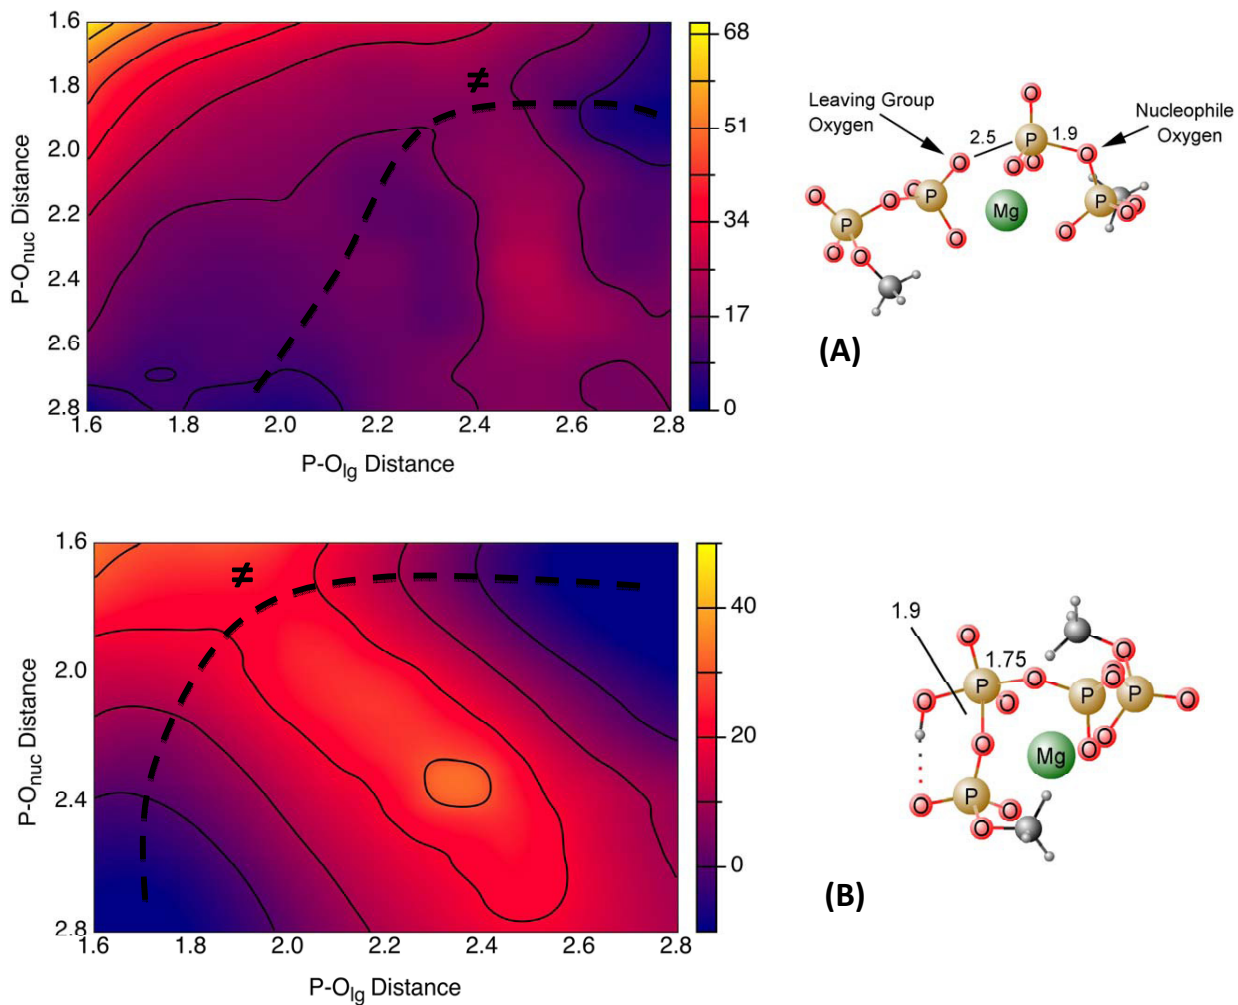 1.6
1.8
2.0
2.2
2.4
2.6
2.8
P-Onuc Distance
1.6
1.8
2.0
2.2
2.4
2.6
2.8
P-Olg Distance
≠
68
51
34
17
0
Leaving Group
Oxygen
Nucleophile
Oxygen
2.5
1.9
O
P
O
O
O
O
O
O
P
O
P
O
O
O
P
O
O
O
Mg
(A)
1.6
2.0
2.4
2.8
P-Onuc Distance
1.6
1.8
2.0
2.2
2.4
2.6
2.8
P-Olg Distance
≠
40
20
0
1.9
1.75
O
O
P
O
O
O
O
P
P
O
O
O
O
Mg
O
P
O
O
(B)